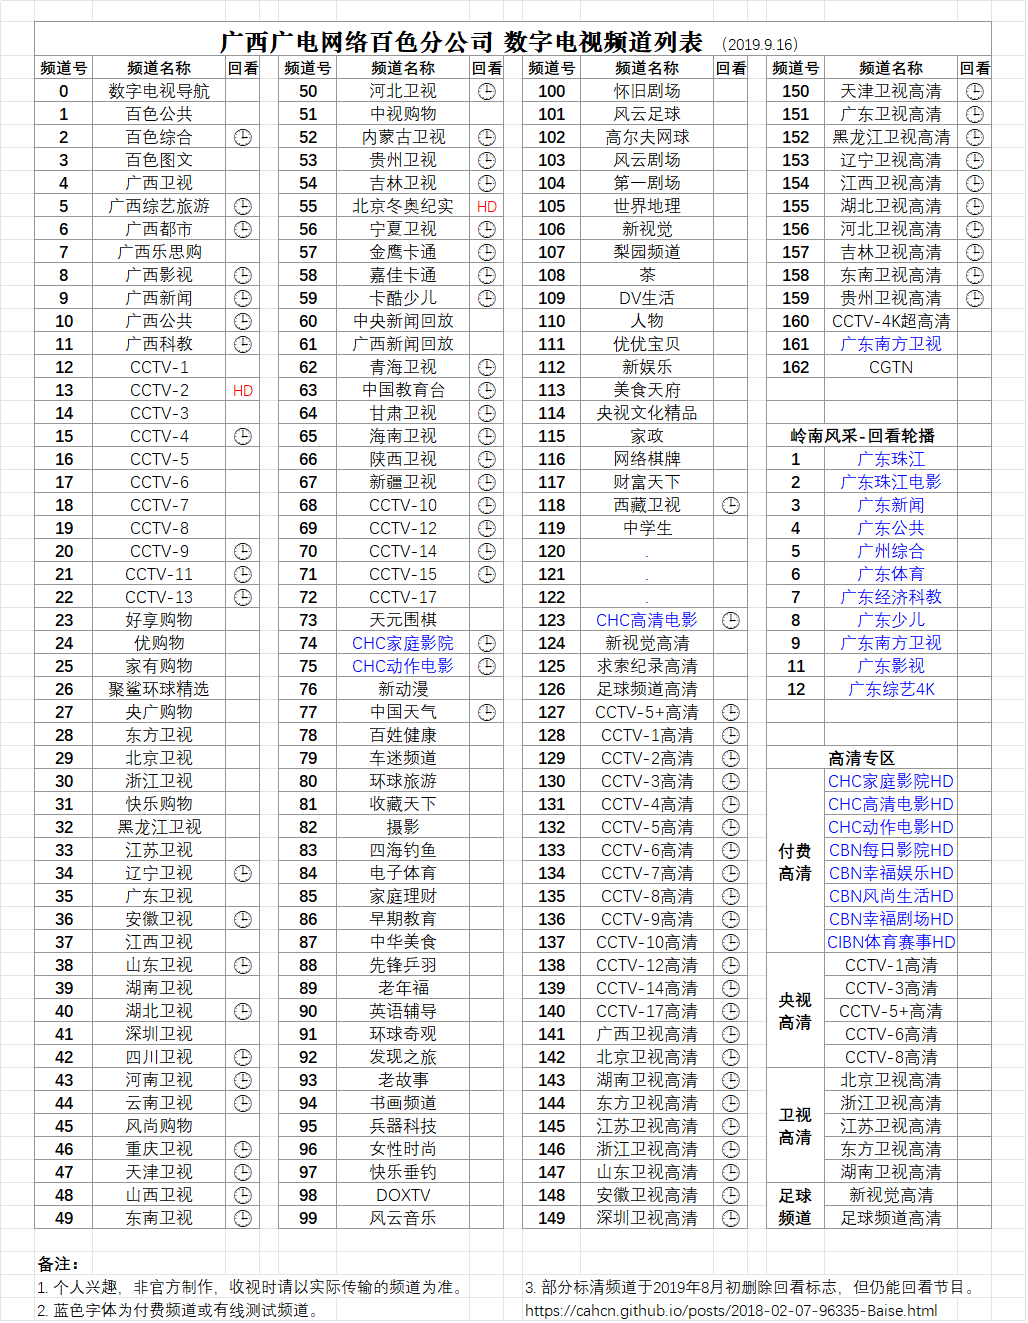 广西广电网络百色分公司 数字电视频道列表 （2019.9.16）
频道号 频道名称 回看 频道号 频道名称 回看 频道号 频道名称 回看 频道号 频道名称 回看
0 数字电视导航 50 河北卫视 100 怀旧剧场 150 天津卫视高清
1 百色公共 51 中视购物 101 风云足球 151 广东卫视高清
2 百色综合 52 内蒙古卫视 102 高尔夫网球 152 黑龙江卫视高清
3 百色图文 53 贵州卫视 103 风云剧场 153 辽宁卫视高清
4 广西卫视 54 吉林卫视 104 第一剧场 154 江西卫视高清
5 广西综艺旅游 55 北京冬奥纪实 HD 105 世界地理 155 湖北卫视高清
6 广西都市 56 宁夏卫视 106 新视觉 156 河北卫视高清
7 广西乐思购 57 金鹰卡通 107 梨园频道 157 吉林卫视高清
8 广西影视 58 嘉佳卡通 108 茶 158 东南卫视高清
9 广西新闻 59 卡酷少儿 109 DV生活 159 贵州卫视高清
10 广西公共 60 中央新闻回放 110 人物 160 CCTV-4K超高清
11 广西科教 61 广西新闻回放 111 优优宝贝 161 广东南方卫视
12 CCTV-1 62 青海卫视 112 新娱乐 162 CGTN
13 CCTV-2 HD 63 中国教育台 113 美食天府
14 CCTV-3 64 甘肃卫视 114 央视文化精品
15 CCTV-4 65 海南卫视 115 家政 岭南风采-回看轮播
16 CCTV-5 66 陕西卫视 116 网络棋牌 1 广东珠江
17 CCTV-6 67 新疆卫视 117 财富天下 2 广东珠江电影
18 CCTV-7 68 CCTV-10 118 西藏卫视 3 广东新闻
19 CCTV-8 69 CCTV-12 119 中学生 4 广东公共
20 CCTV-9 70 CCTV-14 120 . 5 广州综合
21 CCTV-11 71 CCTV-15 121 . 6 广东体育
22 CCTV-13 72 CCTV-17 122 . 7 广东经济科教
23 好享购物 73 天元围棋 123 CHC高清电影 8 广东少儿
24 优购物 74 CHC家庭影院 124 新视觉高清 9 广东南方卫视
25 家有购物 75 CHC动作电影 125 求索纪录高清 11 广东影视
26 聚鲨环球精选 76 新动漫 126 足球频道高清 12 广东综艺4K
27 央广购物 77 中国天气 127 CCTV-5+高清
28 东方卫视 78 百姓健康 128 CCTV-1高清
29 北京卫视 79 车迷频道 129 CCTV-2高清 高清专区
30 浙江卫视 80 环球旅游 130 CCTV-3高清 CHC家庭影院HD
31 快乐购物 81 收藏天下 131 CCTV-4高清 CHC高清电影HD
32 黑龙江卫视 82 摄影 132 CCTV-5高清 CHC动作电影HD
33 江苏卫视 83 四海钓鱼 133 CCTV-6高清 付费 CBN每日影院HD
34 辽宁卫视 84 电子体育 134 CCTV-7高清 高清 CBN幸福娱乐HD
35 广东卫视 85 家庭理财 135 CCTV-8高清 CBN风尚生活HD
36 安徽卫视 86 早期教育 136 CCTV-9高清 CBN幸福剧场HD
37 江西卫视 87 中华美食 137 CCTV-10高清 CIBN体育赛事HD
38 山东卫视 88 先锋乒羽 138 CCTV-12高清 CCTV-1高清
39 湖南卫视 89 老年福 139 CCTV-14高清 央视 CCTV-3高清
40 湖北卫视 90 英语辅导 140 CCTV-17高清 高清 CCTV-5+高清
41 深圳卫视 91 环球奇观 141 广西卫视高清 CCTV-6高清
42 四川卫视 92 发现之旅 142 北京卫视高清 CCTV-8高清
43 河南卫视 93 老故事 143 湖南卫视高清 北京卫视高清
44 云南卫视 94 书画频道 144 东方卫视高清 卫视 浙江卫视高清
45 风尚购物 95 兵器科技 145 江苏卫视高清 高清 江苏卫视高清
46 重庆卫视 96 女性时尚 146 浙江卫视高清 东方卫视高清
47 天津卫视 97 快乐垂钓 147 山东卫视高清 湖南卫视高清
48 山西卫视 98 DOXTV 148 安徽卫视高清 足球 新视觉高清
49 东南卫视 99 风云音乐 149 深圳卫视高清 频道 足球频道高清
备注：
1. 个人兴趣，非官方制作，收视时请以实际传输的频道为准。 3. 部分标清频道于2019年8月初删除回看标志，但仍能回看节目。
2. 蓝色字体为付费频道或有线测试频道。 https://cahcn.github.io/posts/2018-02-07-96335-Baise.html